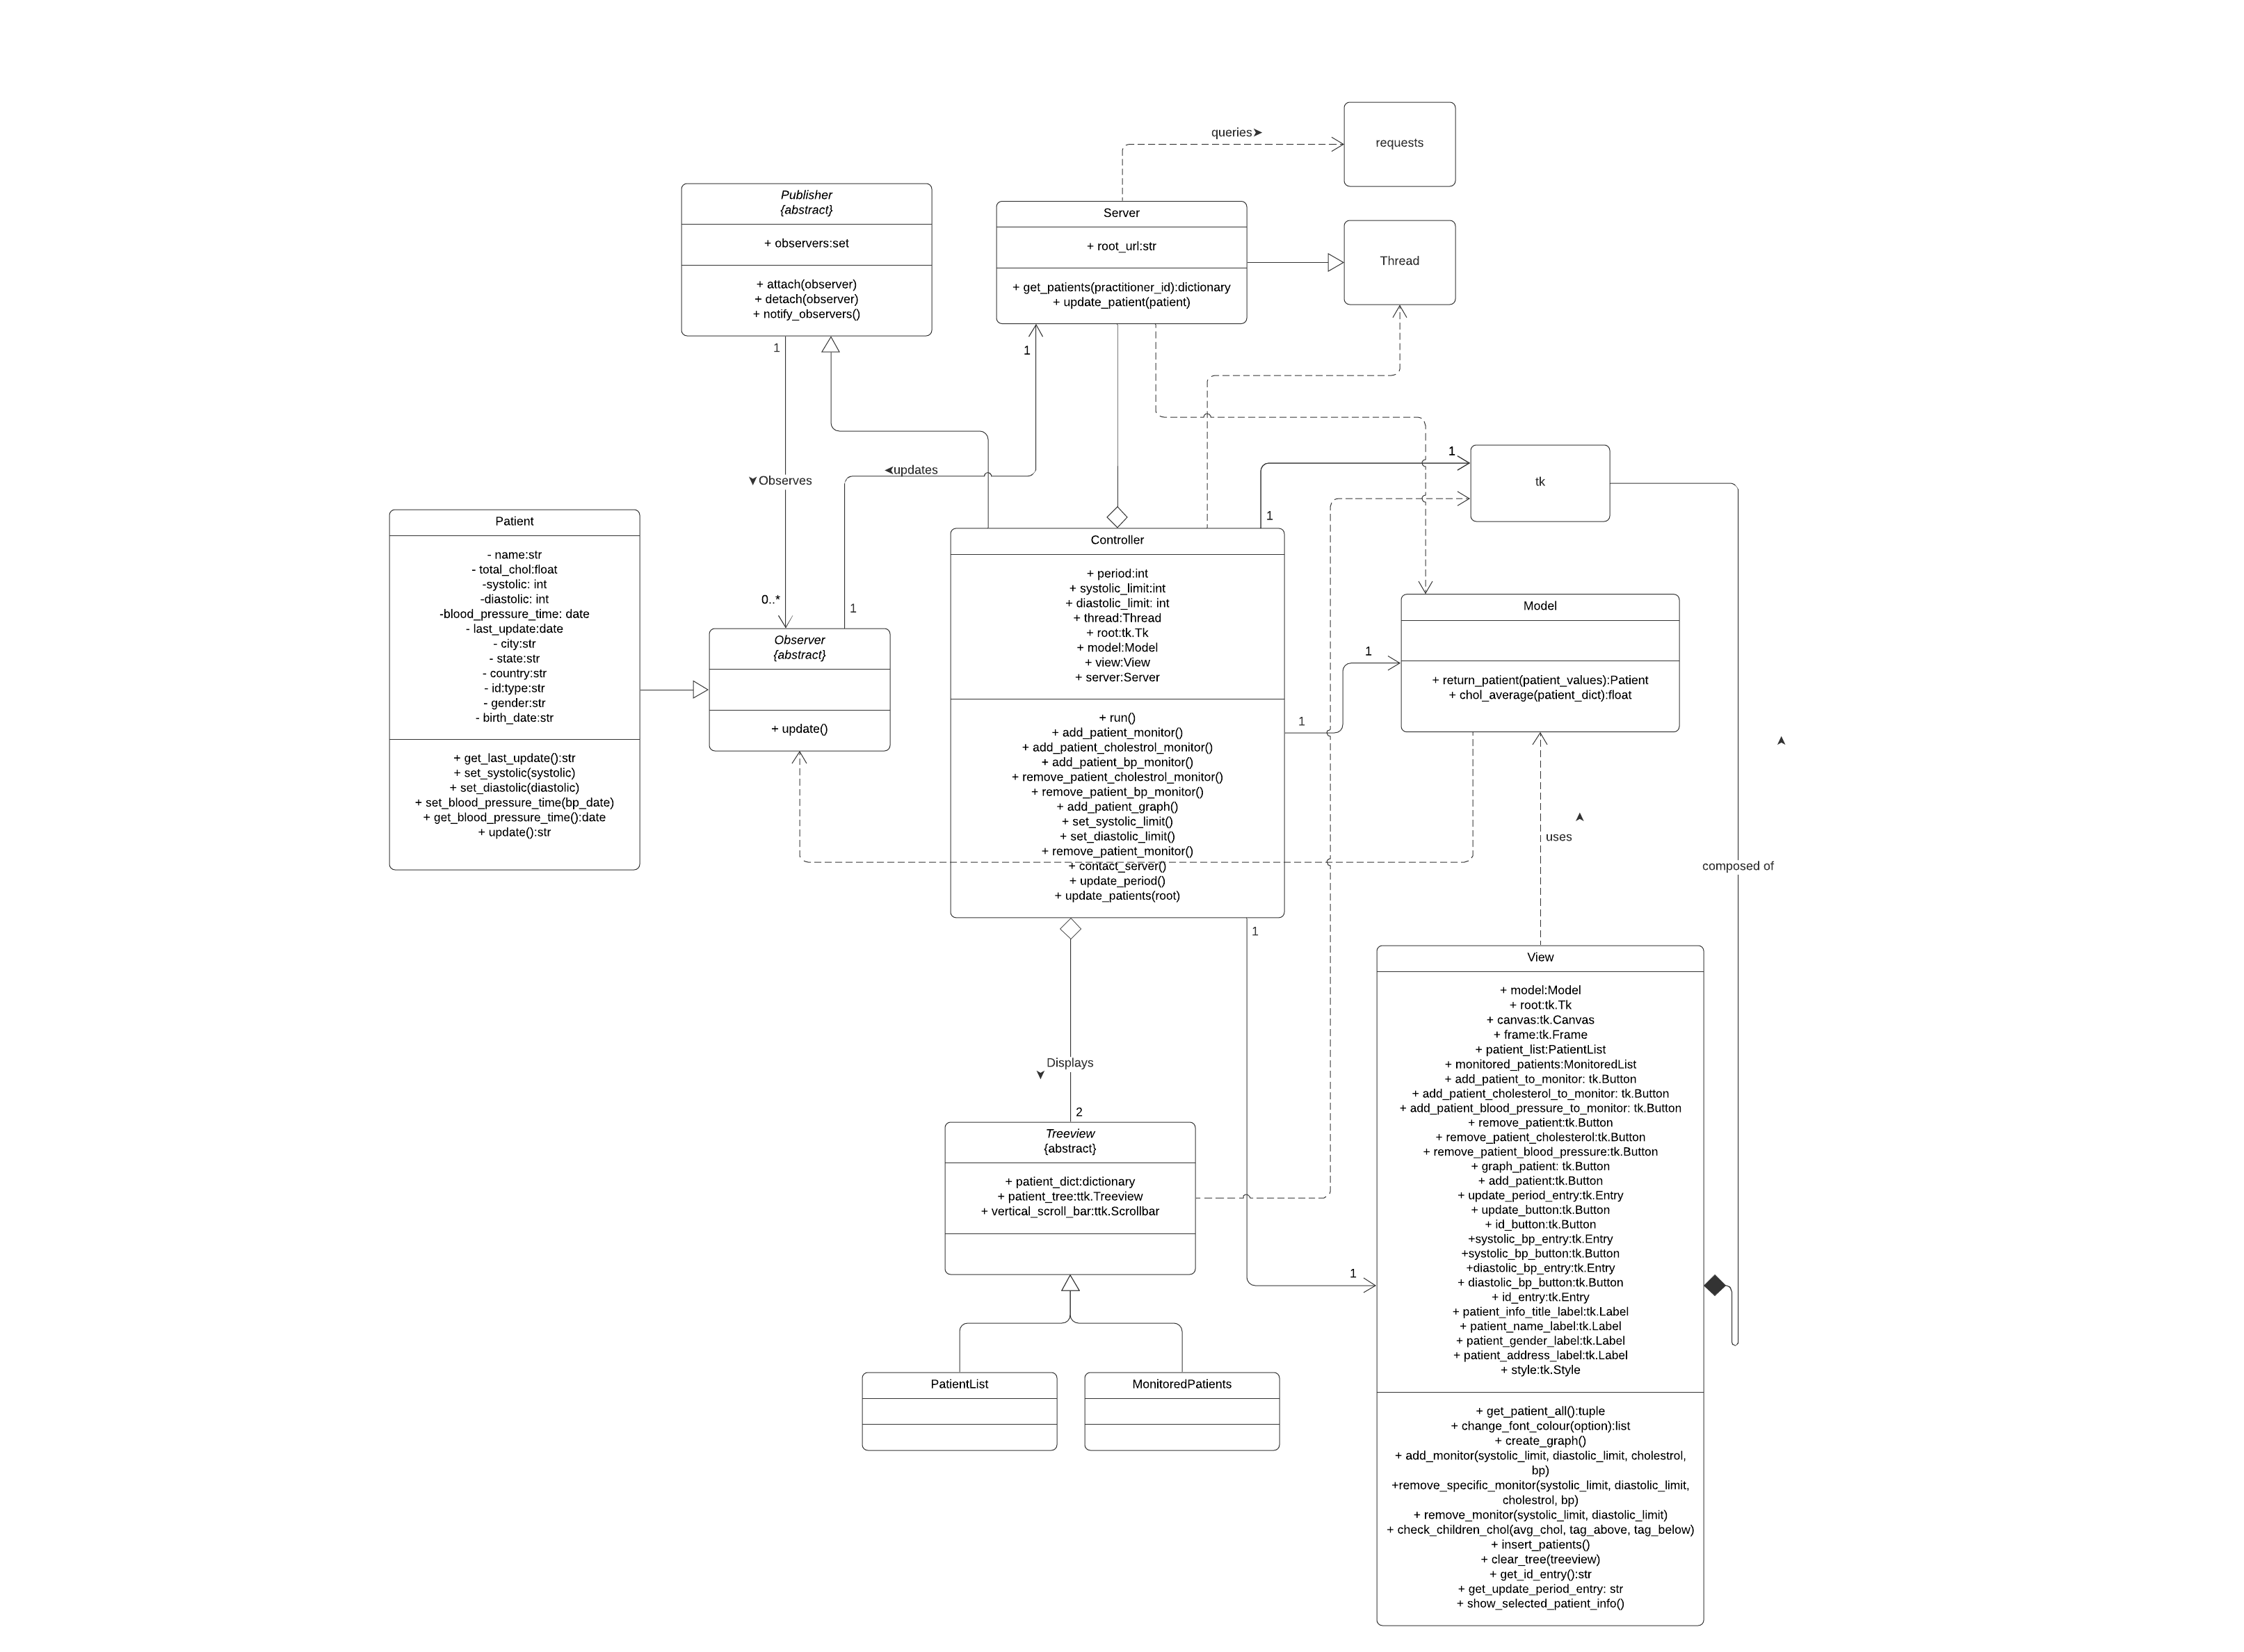 queries
requests
Publisher
{abstract}
+ observers:set
+ attach(observer)
+ detach(observer)
+ notify_observers()
Server
+ root_url:str
+ get_patients(practitioner_id):dictionary
+ update_patient(patient)
Thread
1
1
Observes
updates
0..*
1
1
1
tk
Patient
- name:str
- total_chol:float
-systolic: int
-diastolic: int
-blood_pressure_time: date
- last_update:date
- city:str
- state:str
- country:str
- id:type:str
- gender:str
- birth_date:str
+ get_last_update():str
+ set_systolic(systolic)
+ set_diastolic(diastolic)
+ set_blood_pressure_time(bp_date)
+ get_blood_pressure_time():date
+ update():str
Observer
{abstract}
+ update()
Controller
+ period:int
+ systolic_limit:int
+ diastolic_limit: int
+ thread:Thread
+ root:tk.Tk
+ model:Model
+ view:View
+ server:Server
+ run()
+ add_patient_monitor()
+ add_patient_cholestrol_monitor()
+ add_patient_bp_monitor()
+ remove_patient_cholestrol_monitor()
+ remove_patient_bp_monitor()
+ add_patient_graph()
+ set_systolic_limit()
+ set_diastolic_limit()
+ remove_patient_monitor()
+ contact_server()
+ update_period()
+ update_patients(root)
1
1
Model
+ return_patient(patient_values):Patient
+ chol_average(patient_dict):float
uses
composed of
1
Displays
2
1
Treeview
{abstract}
+ patient_dict:dictionary
+ patient_tree:ttk.Treeview
+ vertical_scroll_bar:ttk.Scrollbar
PatientList
MonitoredPatients
View
+ model:Model
+ root:tk.Tk
+ canvas:tk.Canvas
+ frame:tk.Frame
+ patient_list:PatientList
+ monitored_patients:MonitoredList
+ add_patient_to_monitor: tk.Button
+ add_patient_cholesterol_to_monitor: tk.Button
+ add_patient_blood_pressure_to_monitor: tk.Button
+ remove_patient:tk.Button
+ remove_patient_cholesterol:tk.Button
+ remove_patient_blood_pressure:tk.Button
+ graph_patient: tk.Button
+ add_patient:tk.Button
+ update_period_entry:tk.Entry
+ update_button:tk.Button
+ id_button:tk.Button
+systolic_bp_entry:tk.Entry
+systolic_bp_button:tk.Button
+diastolic_bp_entry:tk.Entry
+ diastolic_bp_button:tk.Button
+ id_entry:tk.Entry
+ patient_info_title_label:tk.Label
+ patient_name_label:tk.Label
+ patient_gender_label:tk.Label
+ patient_address_label:tk.Label
+ style:tk.Style
+ get_patient_all():tuple
+ change_font_colour(option):list
+ create_graph()
+ add_monitor(systolic_limit, diastolic_limit, cholestrol,
bp)
+remove_specific_monitor(systolic_limit, diastolic_limit,
cholestrol, bp)
+ remove_monitor(systolic_limit, diastolic_limit)
+ check_children_chol(avg_chol, tag_above, tag_below)
+ insert_patients()
+ clear_tree(treeview)
+ get_id_entry():str
+ get_update_period_entry: str
+ show_selected_patient_info()